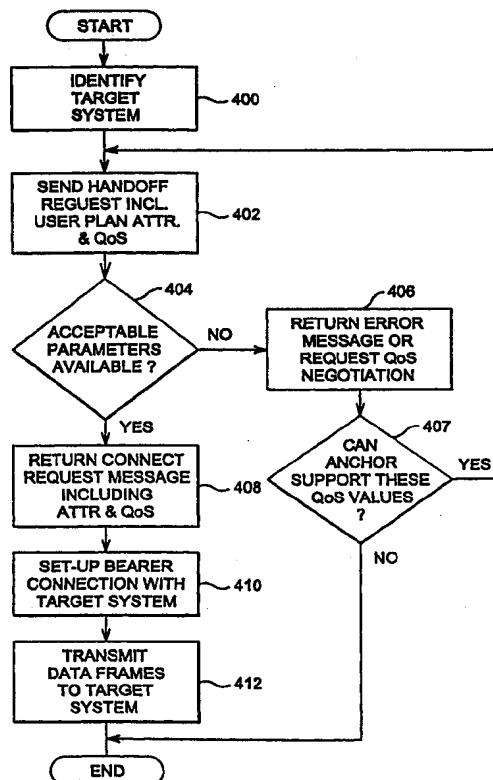 START
IDENTIFY
TARGET
SYSTEM
400
SEND HANDOFF
REGUEST INCL.
USER PLAN ATTR.
& QoS
402
404
ACCEPTABLE
PARAMETERS
AVAILABLE ?
NO
YES
406
RETURN ERROR
MESSAGE OR
REQUEST QoS
NEGOTIATION
407
CAN
ANCHOR
SUPPORT THESE
QoS VALUES
?
YES
NO
RETURN CONNECT
REQUEST MESSAGE
INCLUDING
ATTR & QoS
408
SET-UP BEARER
CONNECTION WITH
TARGET SYSTEM
410
TRANSMIT
DATA FRAMES
TO TARGET
SYSTEM
412
END